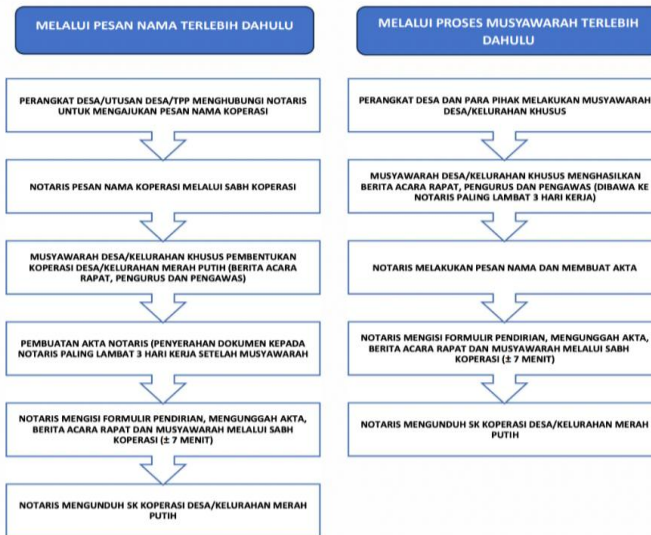 MELALUI PESAN NAMA TERLEBIH DAHULU
PERANGKAT DESA/UTUSAN DESA/TPP MENGHUBUNGI NOTARIS
UNTUK MENGAJUKAN PESAN NAMA KOPERASI
NOTARIS PESAN NAMA KOPERASI MELALUI SABH KOPERASI
MUSYAWARAH DESA/KELURAHAN KHUSUS PEMBENTUKAN
KOPERASI DESA/KELURAHAN MERAH PUTIH (BERITA ACARA
RAPAT, PENGURUS DAN PENGAWAS)
PEMBUATAN AKTA NOTARIS (PENYERAHAN DOKUMEN KEPADA
NOTARIS PALING LAMBAT 3 HARI KERJA SETELAH MUSYAWARAH
NOTARIS MENGISI FORMULIR PENDIRIAN, MENGUNGGAH AKTA,
BERITA ACARA RAPAT DAN MUSYAWARAH MELALUI SABH
KOPERASI (± 7 MENIT)
NOTARIS MENGUNDUH SK KOPERASI DESA/KELURAHAN MERAH
PUTIH
MELALUI PROSES MUSYAWARAH TERLEBIH
DAHULU
PERANGKAT DESA DAN PARA PIHAK MELAKUKAN MUSYAWARAH
DESA/KELURAHAN KHUSUS
MUSYAWARAH DESA/KELURAHAN KHUSUS MENGHASILKAN
BERITA ACARA RAPAT, PENGURUS DAN PENGAWAS (DIBAWA KE
NOTARIS PALING LAMBAT 3 HARI KERJA)
NOTARIS MELAKUKAN PESAN NAMA DAN MEMBUAT AKTA
NOTARIS MENGISI FORMULIR PENDIRIAN, MENGUNGGAH AKTA,
BERITA ACARA RAPAT DAN MUSYAWARAH MELALUI SABH
KOPERASI (± 7 MENIT)
NOTARIS MENGUNDUH SK KOPERASI DESA/KELURAHAN MERAH
PUTIH